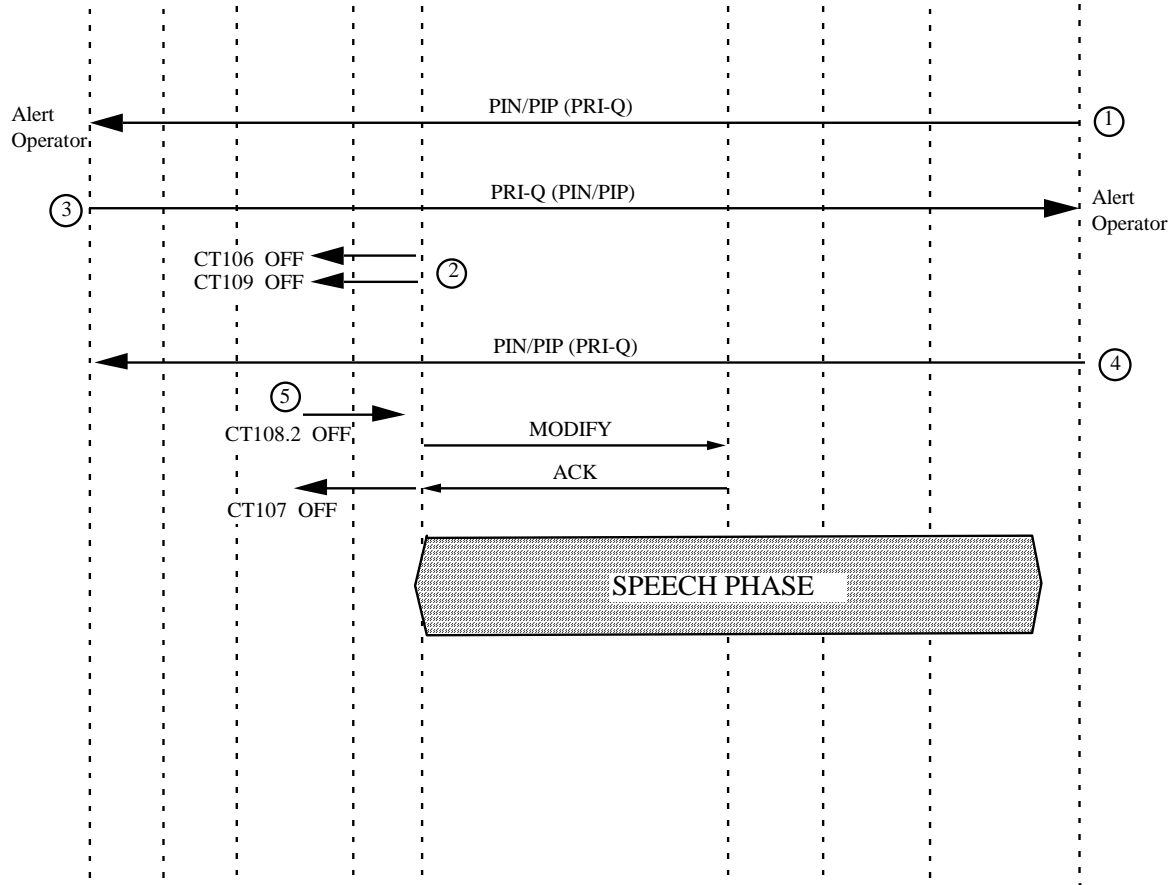 PIN/PIP (PRI-Q)
Alert
Operator
1
PRI-Q (PIN/PIP)
3
Alert
Operator
CT106 OFF
2
CT109 OFF
PIN/PIP (PRI-Q)
4
5
CT108.2 OFF
MODIFY
ACK
CT107 OFF
SPEECH PHASE